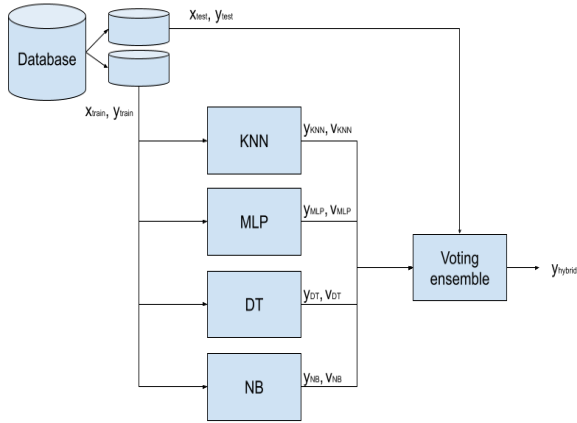 Xtest, ytest
Database
Xtrain, ytrain
KNN
yKNN, vKNN
MLP
yMLP, vMLP
Voting
ensemble
yhybrid
DT
yDT, vDT
NB
yNB, vNB